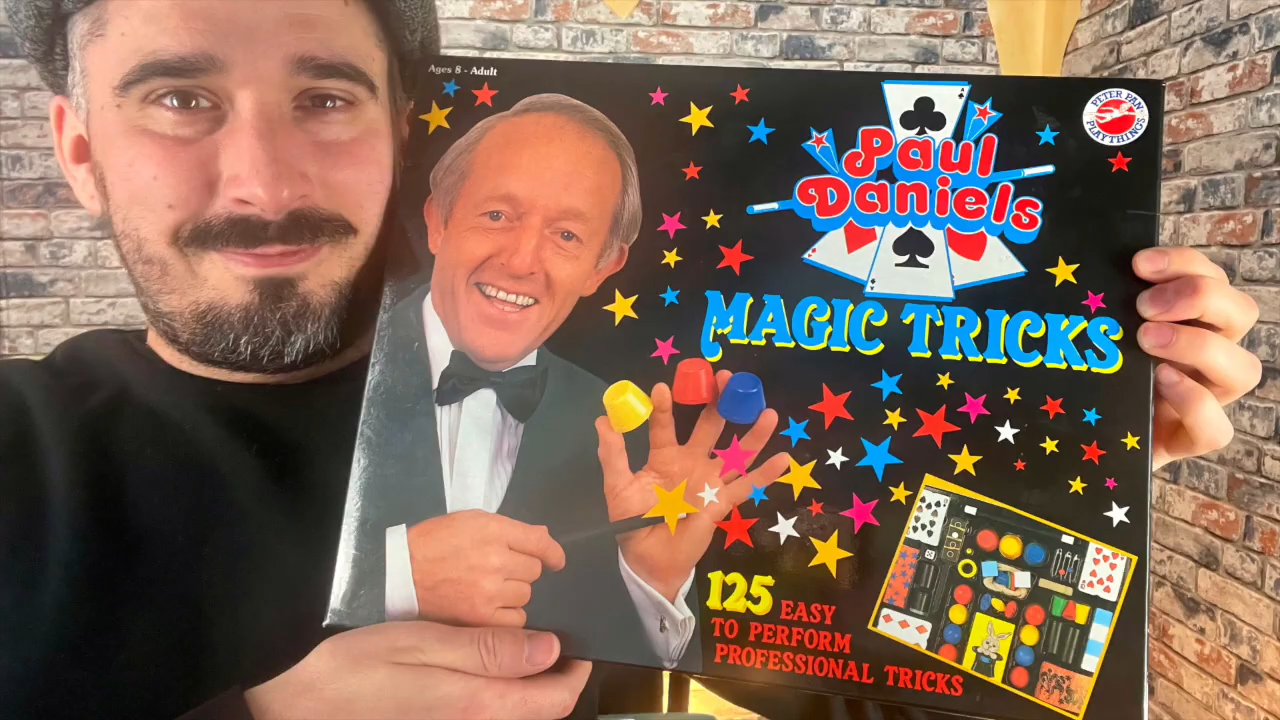 Ages 8 - Adult
PETER PAN
PLAYTHINGS
Paul
Daniels
MAGIC TRICKS
125 EASY
TO PERFORM
PROFESSIONAL TRICKS